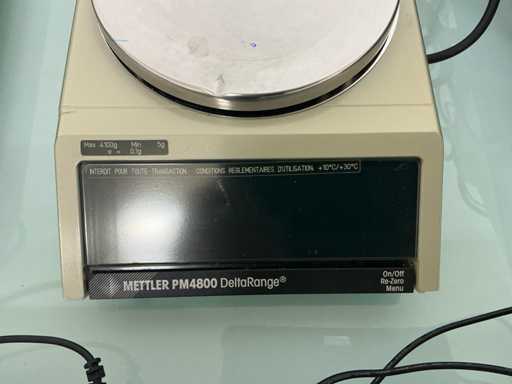 Max 4100g Min 5g
e = 0.1g
INTERDIT POUR TOUTE TRANSACTION. CONDITIONS REGLEMENTAIRES D'UTILISATION: +10°C/+30°C
METTLER PM4800 DeltaRange®
On/Off
Re-Zero
Menu